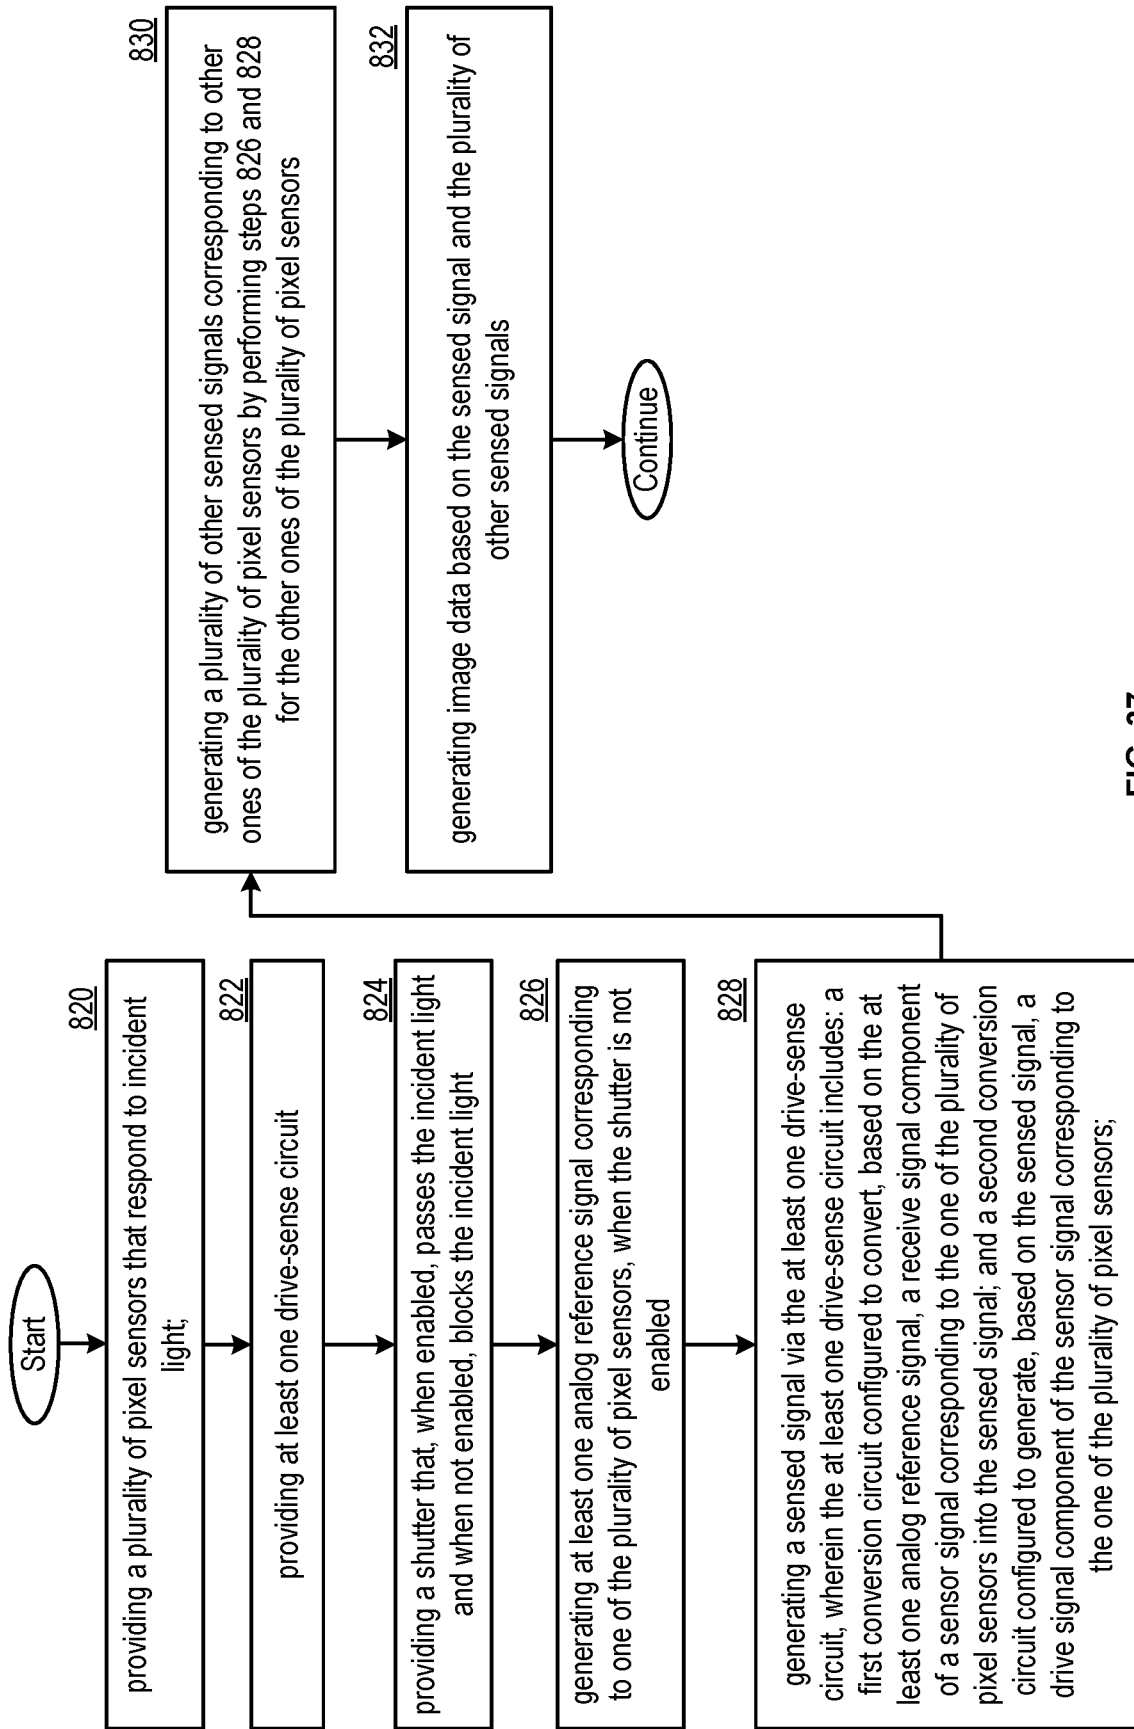 Start
820
providing a plurality of pixel sensors that respond to incident
light;
822
providing at least one drive-sense circuit
824
providing a shutter that, when enabled, passes the incident light
and when not enabled, blocks the incident light
826
generating at least one analog reference signal corresponding
to one of the plurality of pixel sensors, when the shutter is not
enabled
828
generating a sensed signal via the at least one drive-sense
circuit, wherein the at least one drive-sense circuit includes: a
first conversion circuit configured to convert, based on the at
least one analog reference signal, a receive signal component
of a sensor signal corresponding to the one of the plurality of
pixel sensors into the sensed signal; and a second conversion
circuit configured to generate, based on the sensed signal, a
drive signal component of the sensor signal corresponding to
the one of the plurality of pixel sensors;
830
generating a plurality of other sensed signals corresponding to other
ones of the plurality of pixel sensors by performing steps 826 and 828
for the other ones of the plurality of pixel sensors
832
generating image data based on the sensed signal and the plurality of
other sensed signals
Continue